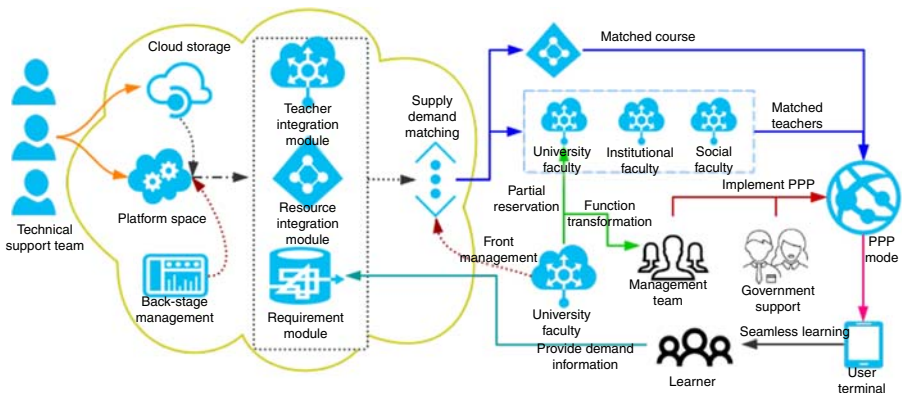 Cloud storage
Technical
support team
Platform space
Back-stage
management
Teacher
integration
module
Resource
integration
module
Requirement
module
Supply
demand
matching
Matched course
University
faculty
Institutional
faculty
Social
faculty
Matched
teachers
Partial
reservation
Function
transformation
Implement PPP
Front
management
University
faculty
Management
team
Government
support
PPP
mode
Provide demand
information
Learner
Seamless learning
User
terminal